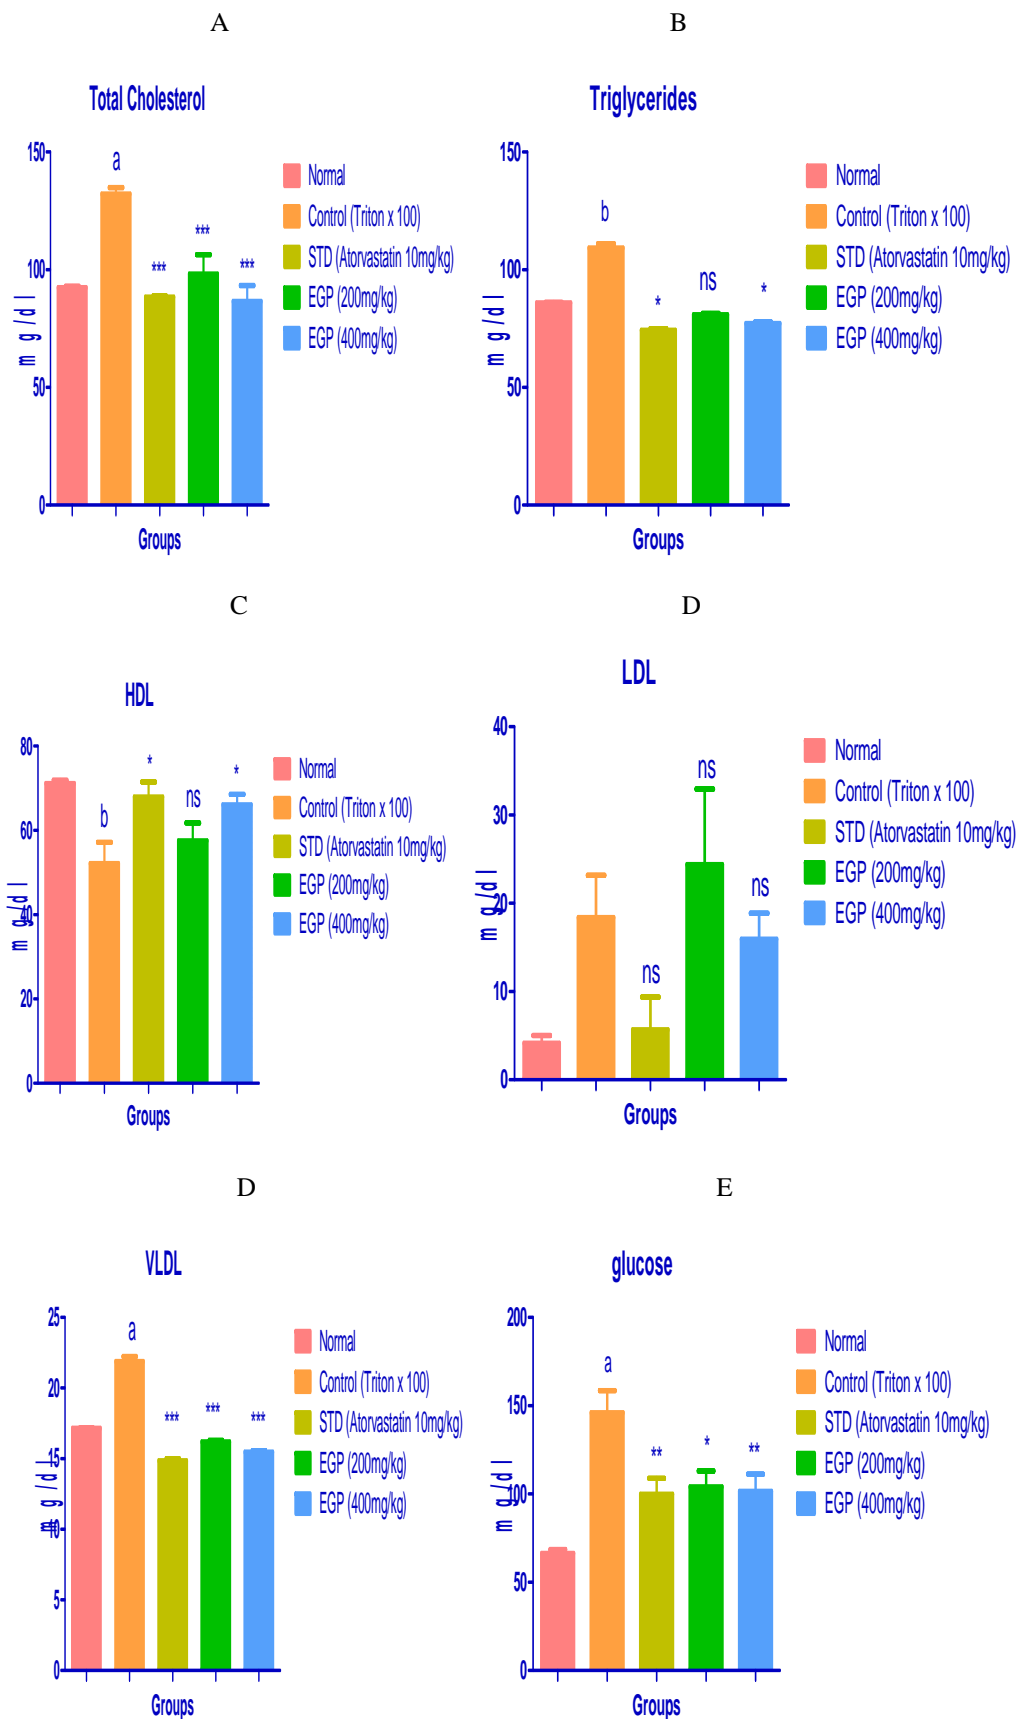 A
B
Total Cholesterol
150
100
50
0
m g /d l
a
***
***
***
Groups
Normal
Control (Triton x 100)
STD (Atorvastatin 10mg/kg)
EGP (200mg/kg)
EGP (400mg/kg)
Triglycerides
150
100
50
0
m g /d l
b
*
ns
*
Groups
Normal
Control (Triton x 100)
STD (Atorvastatin 10mg/kg)
EGP (200mg/kg)
EGP (400mg/kg)
C
D
HDL
80
60
40
20
0
m g /d l
b
*
ns
*
Groups
Normal
Control (Triton x 100)
STD (Atorvastatin 10mg/kg)
EGP (200mg/kg)
EGP (400mg/kg)
LDL
40
30
20
10
0
m g /d l
ns
ns
ns
Groups
Normal
Control (Triton x 100)
STD (Atorvastatin 10mg/kg)
EGP (200mg/kg)
EGP (400mg/kg)
D
E
VLDL
25
20
15
10
5
0
m g /d l
a
***
***
***
Groups
Normal
Control (Triton x 100)
STD (Atorvastatin 10mg/kg)
EGP (200mg/kg)
EGP (400mg/kg)
glucose
200
150
100
50
0
m g /d l
a
**
*
**
Groups
Normal
Control (Triton x 100)
STD (Atorvastatin 10mg/kg)
EGP (200mg/kg)
EGP (400mg/kg)